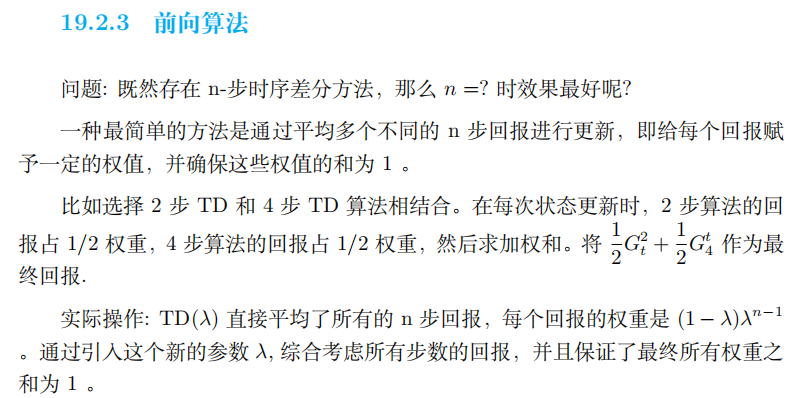 19.2.3 前向算法
问题: 既然存在 n-步时序差分方法，那么 n =? 时效果最好呢?
一种最简单的方法是通过平均多个不同的 n 步回报进行更新，即给每个回报赋
予一定的权值，并确保这些权值的和为 1 。
比如选择 2 步 TD 和 4 步 TD 算法相结合。在每次状态更新时，2 步算法的回
报占 1/2 权重，4 步算法的回报占 1/2 权重，然后求加权和。将 \frac{1}{2}G_t^2 + \frac{1}{2}G_4^t 作为最
终回报.
实际操作: TD(λ) 直接平均了所有的 n 步回报，每个回报的权重是 (1 − λ)λ^{n−1}
。通过引入这个新的参数 λ, 综合考虑所有步数的回报，并且保证了最终所有权重之
和为 1 。